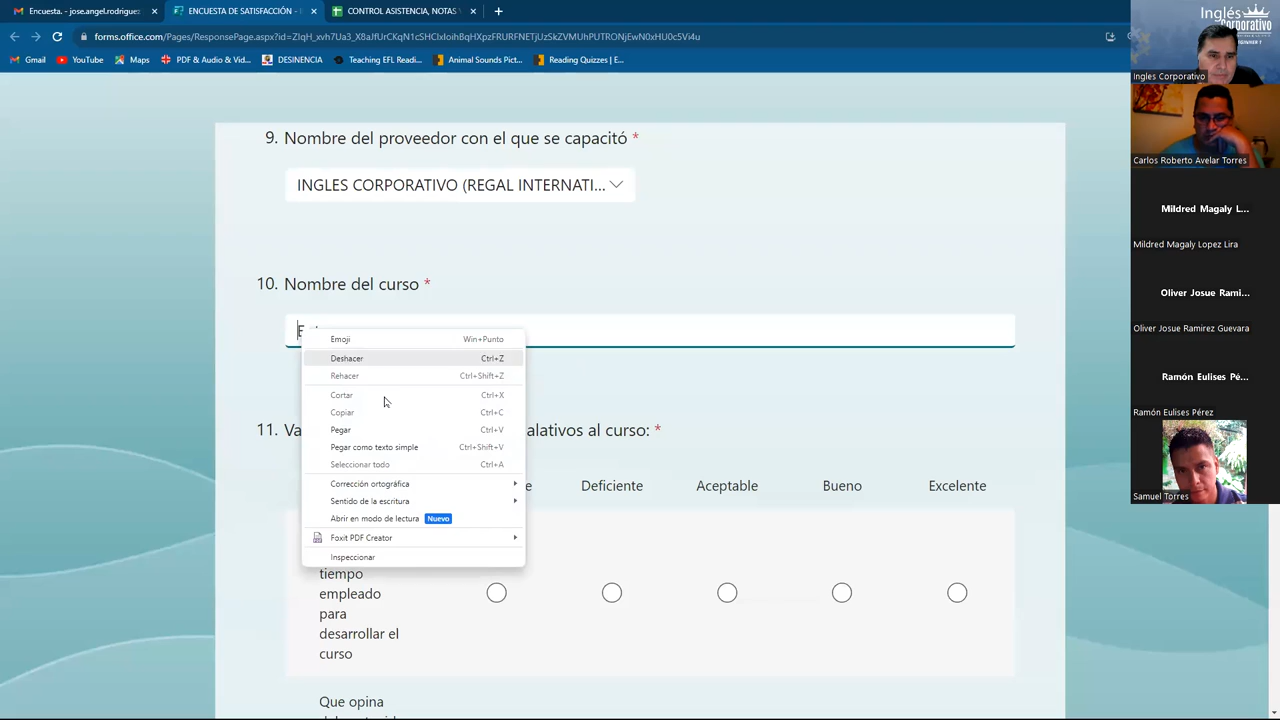 Encuesta. - jose.angel.rodriguez
ENCUESTA DE SATISFACCIÓN -
CONTROL ASISTENCIA, NOTAS Y
forms.office.com/Pages/ResponsePage.aspx?id=ZIqH_xvh7Ua3_X8aJfUrCKqN1cSHClxIoihBqHXpzFRURFNETjUzSkZVMUhPUTRONjEwN0xHU0c5Vi4u
Gmail
YouTube
Maps
PDF & Audio & Vid...
DESINENCIA
Teaching EFL Readi...
Animal Sounds Pict...
Reading Quizzes | E...
9. Nombre del proveedor con el que se capacitó *
INGLES CORPORATIVO (REGAL INTERNATI...
10. Nombre del curso *
Emoji Win+Punto
Deshacer Ctrl+Z
Rehacer Ctrl+Shift+Z
Cortar Ctrl+X
Copiar Ctrl+C
Pegar Ctrl+V
Pegar como texto simple Ctrl+Shift+V
Seleccionar todo Ctrl+A
Corrección ortográfica
Sentido de la escritura
Abrir en modo de lectura Nuevo
Foxit PDF Creator
Inspeccionar
11. Va alativos al curso: *
e Deficiente Aceptable Bueno Excelente
tiempo
empleado
para
desarrollar el
curso
Que opina
Inglés
Corporativo
Ingles Corporativo
Carlos Roberto Avelar Torres
Mildred Magaly L...
Mildred Magaly Lopez Lira
Oliver Josue Rami...
Oliver Josue Ramirez Guevara
Ramón Eulises Pé...
Ramón Eulises Pérez
Samuel Torres